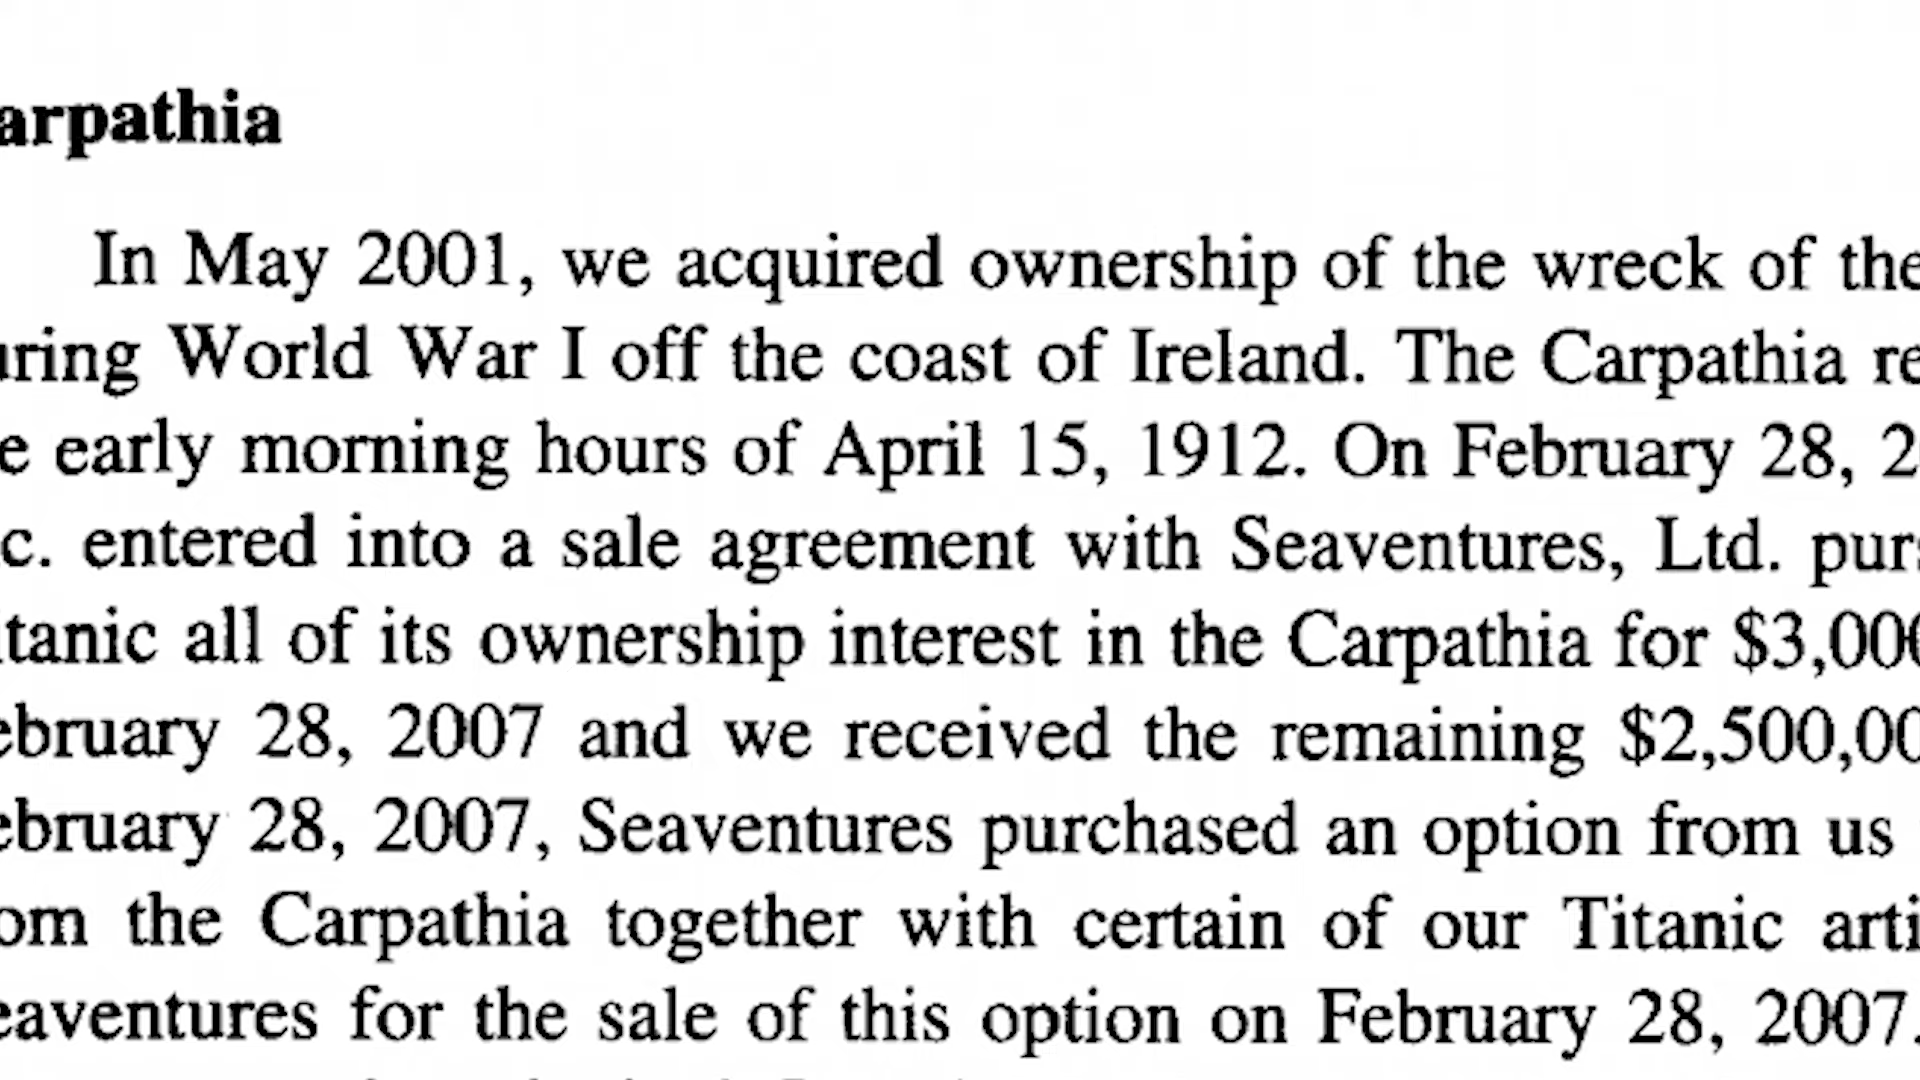 arpathia
In May 2001, we acquired ownership of the wreck of the
uring World War I off the coast of Ireland. The Carpathia re
e early morning hours of April 15, 1912. On February 28, 2
c. entered into a sale agreement with Seaventures, Ltd. purs
itanic all of its ownership interest in the Carpathia for $3,000
ebruary 28, 2007 and we received the remaining $2,500,00
ebruary 28, 2007, Seaventures purchased an option from us
om the Carpathia together with certain of our Titanic arti
eaventures for the sale of this option on February 28, 2007.